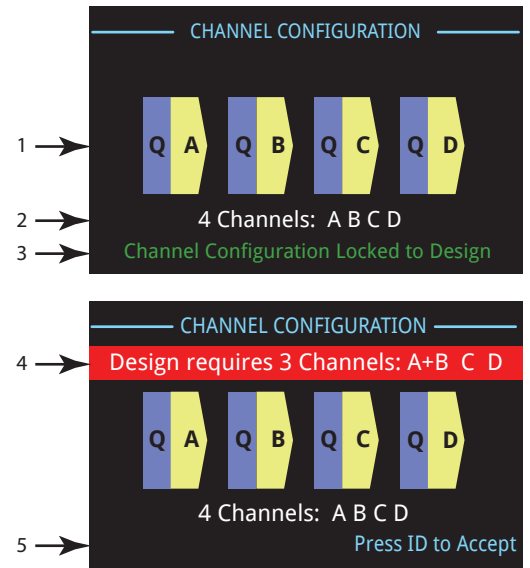 CHANNEL CONFIGURATION
1 Q A Q B Q C Q D
2 4 Channels: A B C D
3 Channel Configuration Locked to Design
CHANNEL CONFIGURATION
4 Design requires 3 Channels: A+B C D
Q A Q B Q C Q D
4 Channels: A B C D
5 Press ID to Accept